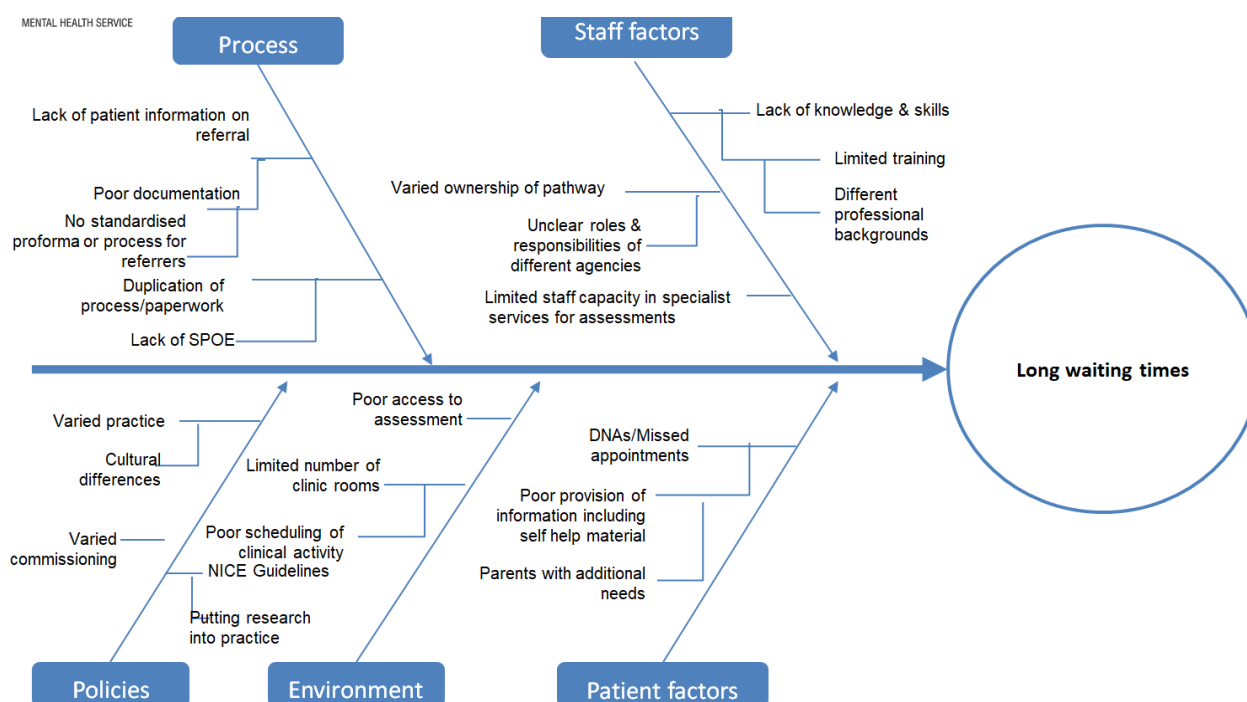 MENTAL HEALTH SERVICE
Process
Staff factors
Lack of patient information on
referral
Poor documentation
No standardised
proforma or process for
referrers
Duplication of
process/paperwork
Lack of SPOE
Lack of knowledge & skills
Limited training
Different
professional
backgrounds
Varied ownership of pathway
Unclear roles &
responsibilities of
different agencies
Limited staff capacity in specialist
services for assessments
Long waiting times
Varied practice
Cultural
differences
Varied
commissioning
NICE Guidelines
Putting research
into practice
Poor access to
assessment
Limited number of
clinic rooms
Poor scheduling of
clinical activity
DNAs/Missed
appointments
Poor provision of
information including
self help material
Parents with additional
needs
Policies
Environment
Patient factors